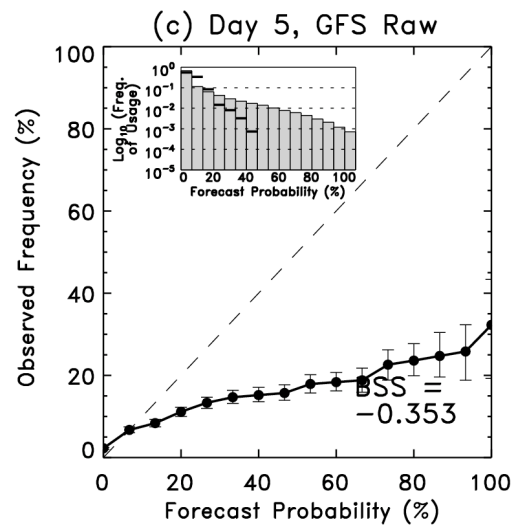 (c) Day 5, GFS Raw
100
80
60
40
20
0
Observed Frequency (%)
10⁰
10⁻¹
10⁻²
10⁻³
10⁻⁴
10⁻⁵
Log₁₀ (Freq.
of Usage)
0 20 40 60 80 100
Forecast Probability (%)
BSS =
−0.353
0 20 40 60 80 100
Forecast Probability (%)